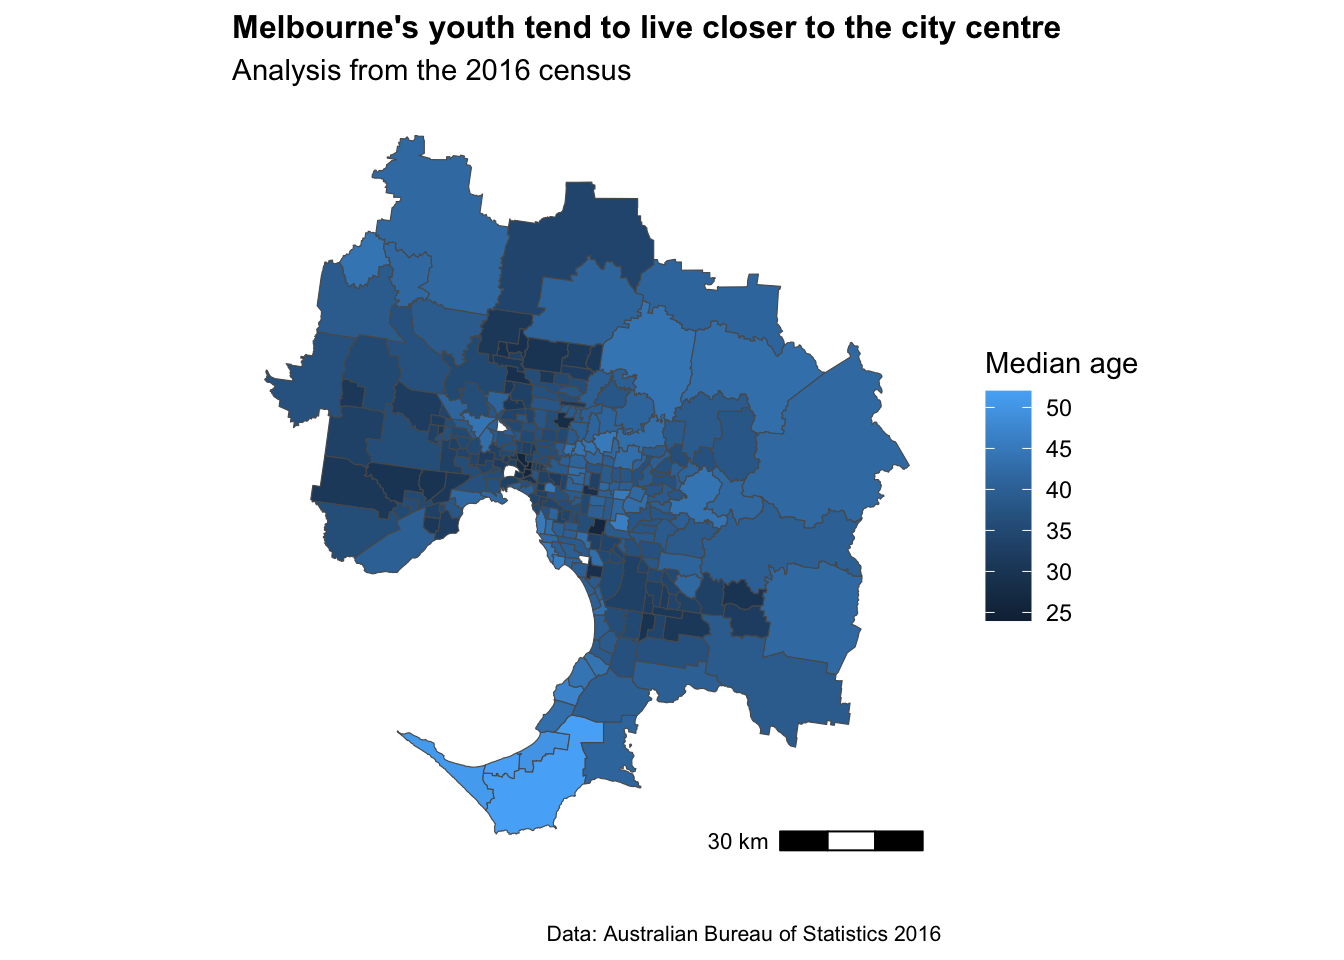 Melbourne's youth tend to live closer to the city centre
Analysis from the 2016 census
Median age
50
45
40
35
30
25
30 km
Data: Australian Bureau of Statistics 2016